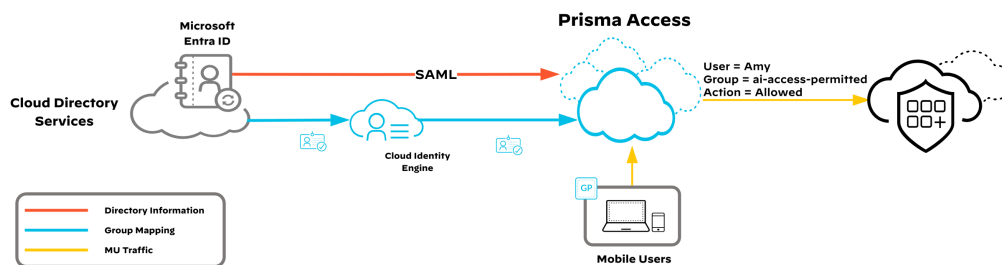 Prisma Access
Microsoft
Entra ID
SAML
User = Amy
Group = ai-access-permitted
Action = Allowed
Cloud Directory
Services
Cloud Identity
Engine
GP
Directory Information
Group Mapping
MU Traffic
Mobile Users